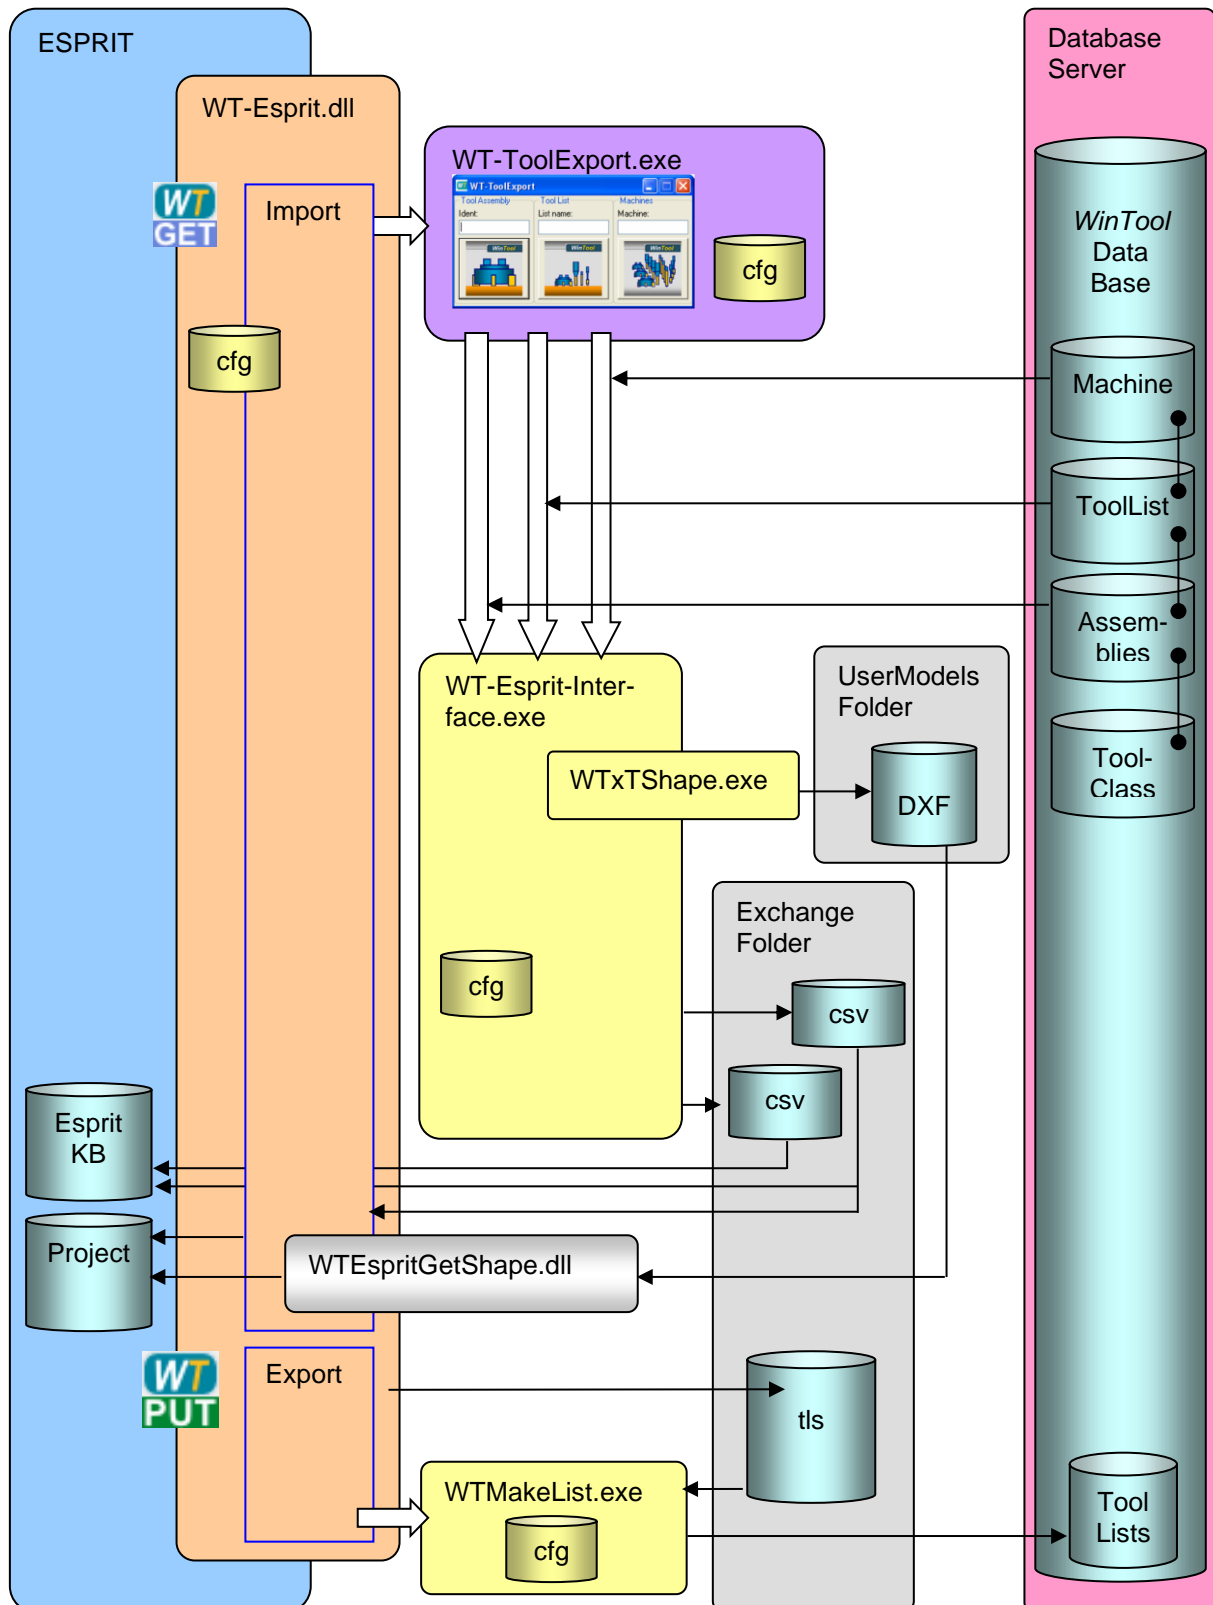 ESPRIT
Database
Server
WT-Esprit.dll
WT-ToolExport.exe
WT-ToolExport
Tool Assembly
Tool List
Machines
Ident:
List name:
Machine:
WinTool
WinTool
WinTool
cfg
WT
GET
Import
cfg
WinTool
Data
Base
Machine
ToolList
Assem-
blies
Tool-
Class
WT-Esprit-Inter-
face.exe
UserModels
Folder
WTxTShape.exe
DXF
Exchange
Folder
cfg
csv
csv
Esprit
KB
Project
WTEspritGetShape.dll
WT
PUT
Export
tls
WTMakeList.exe
cfg
Tool
Lists